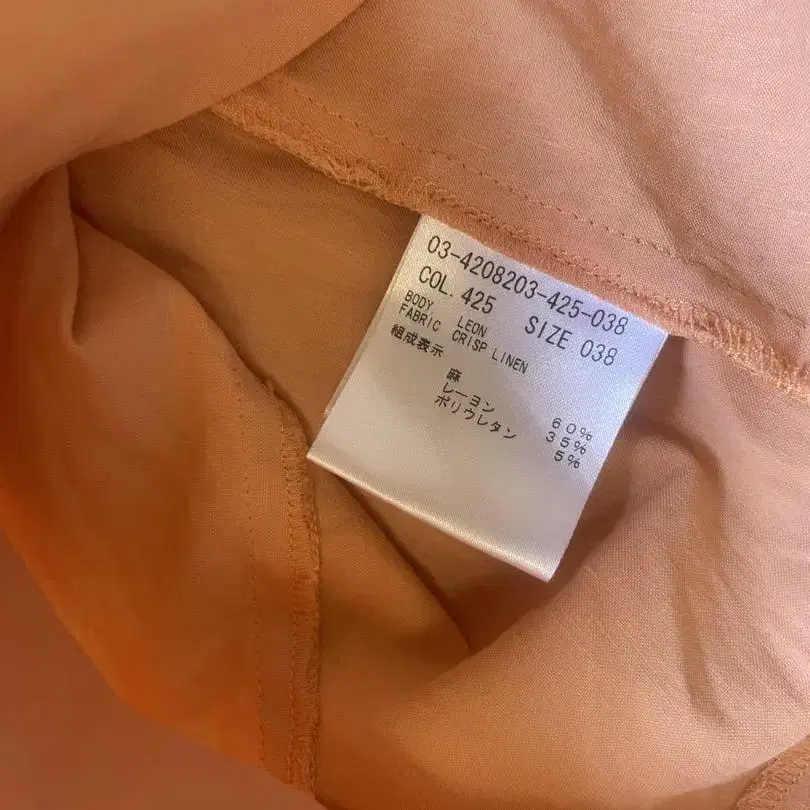 03-4208203-425-038
COL. 425 SIZE 038
BODY LEON
FABRIC CRISP LINEN
組成表示
麻 60%
レーヨン 35%
ポリウレタン 5%